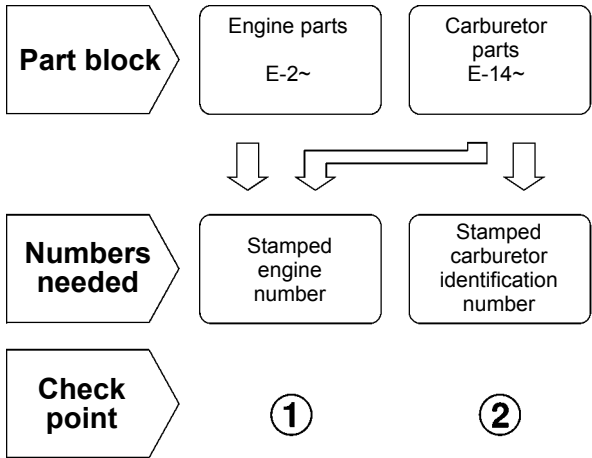 Part block
Engine parts
E-2~
Carburetor
parts
E-14~
Numbers
needed
Stamped
engine
number
Stamped
carburetor
identification
number
Check
point
①
②